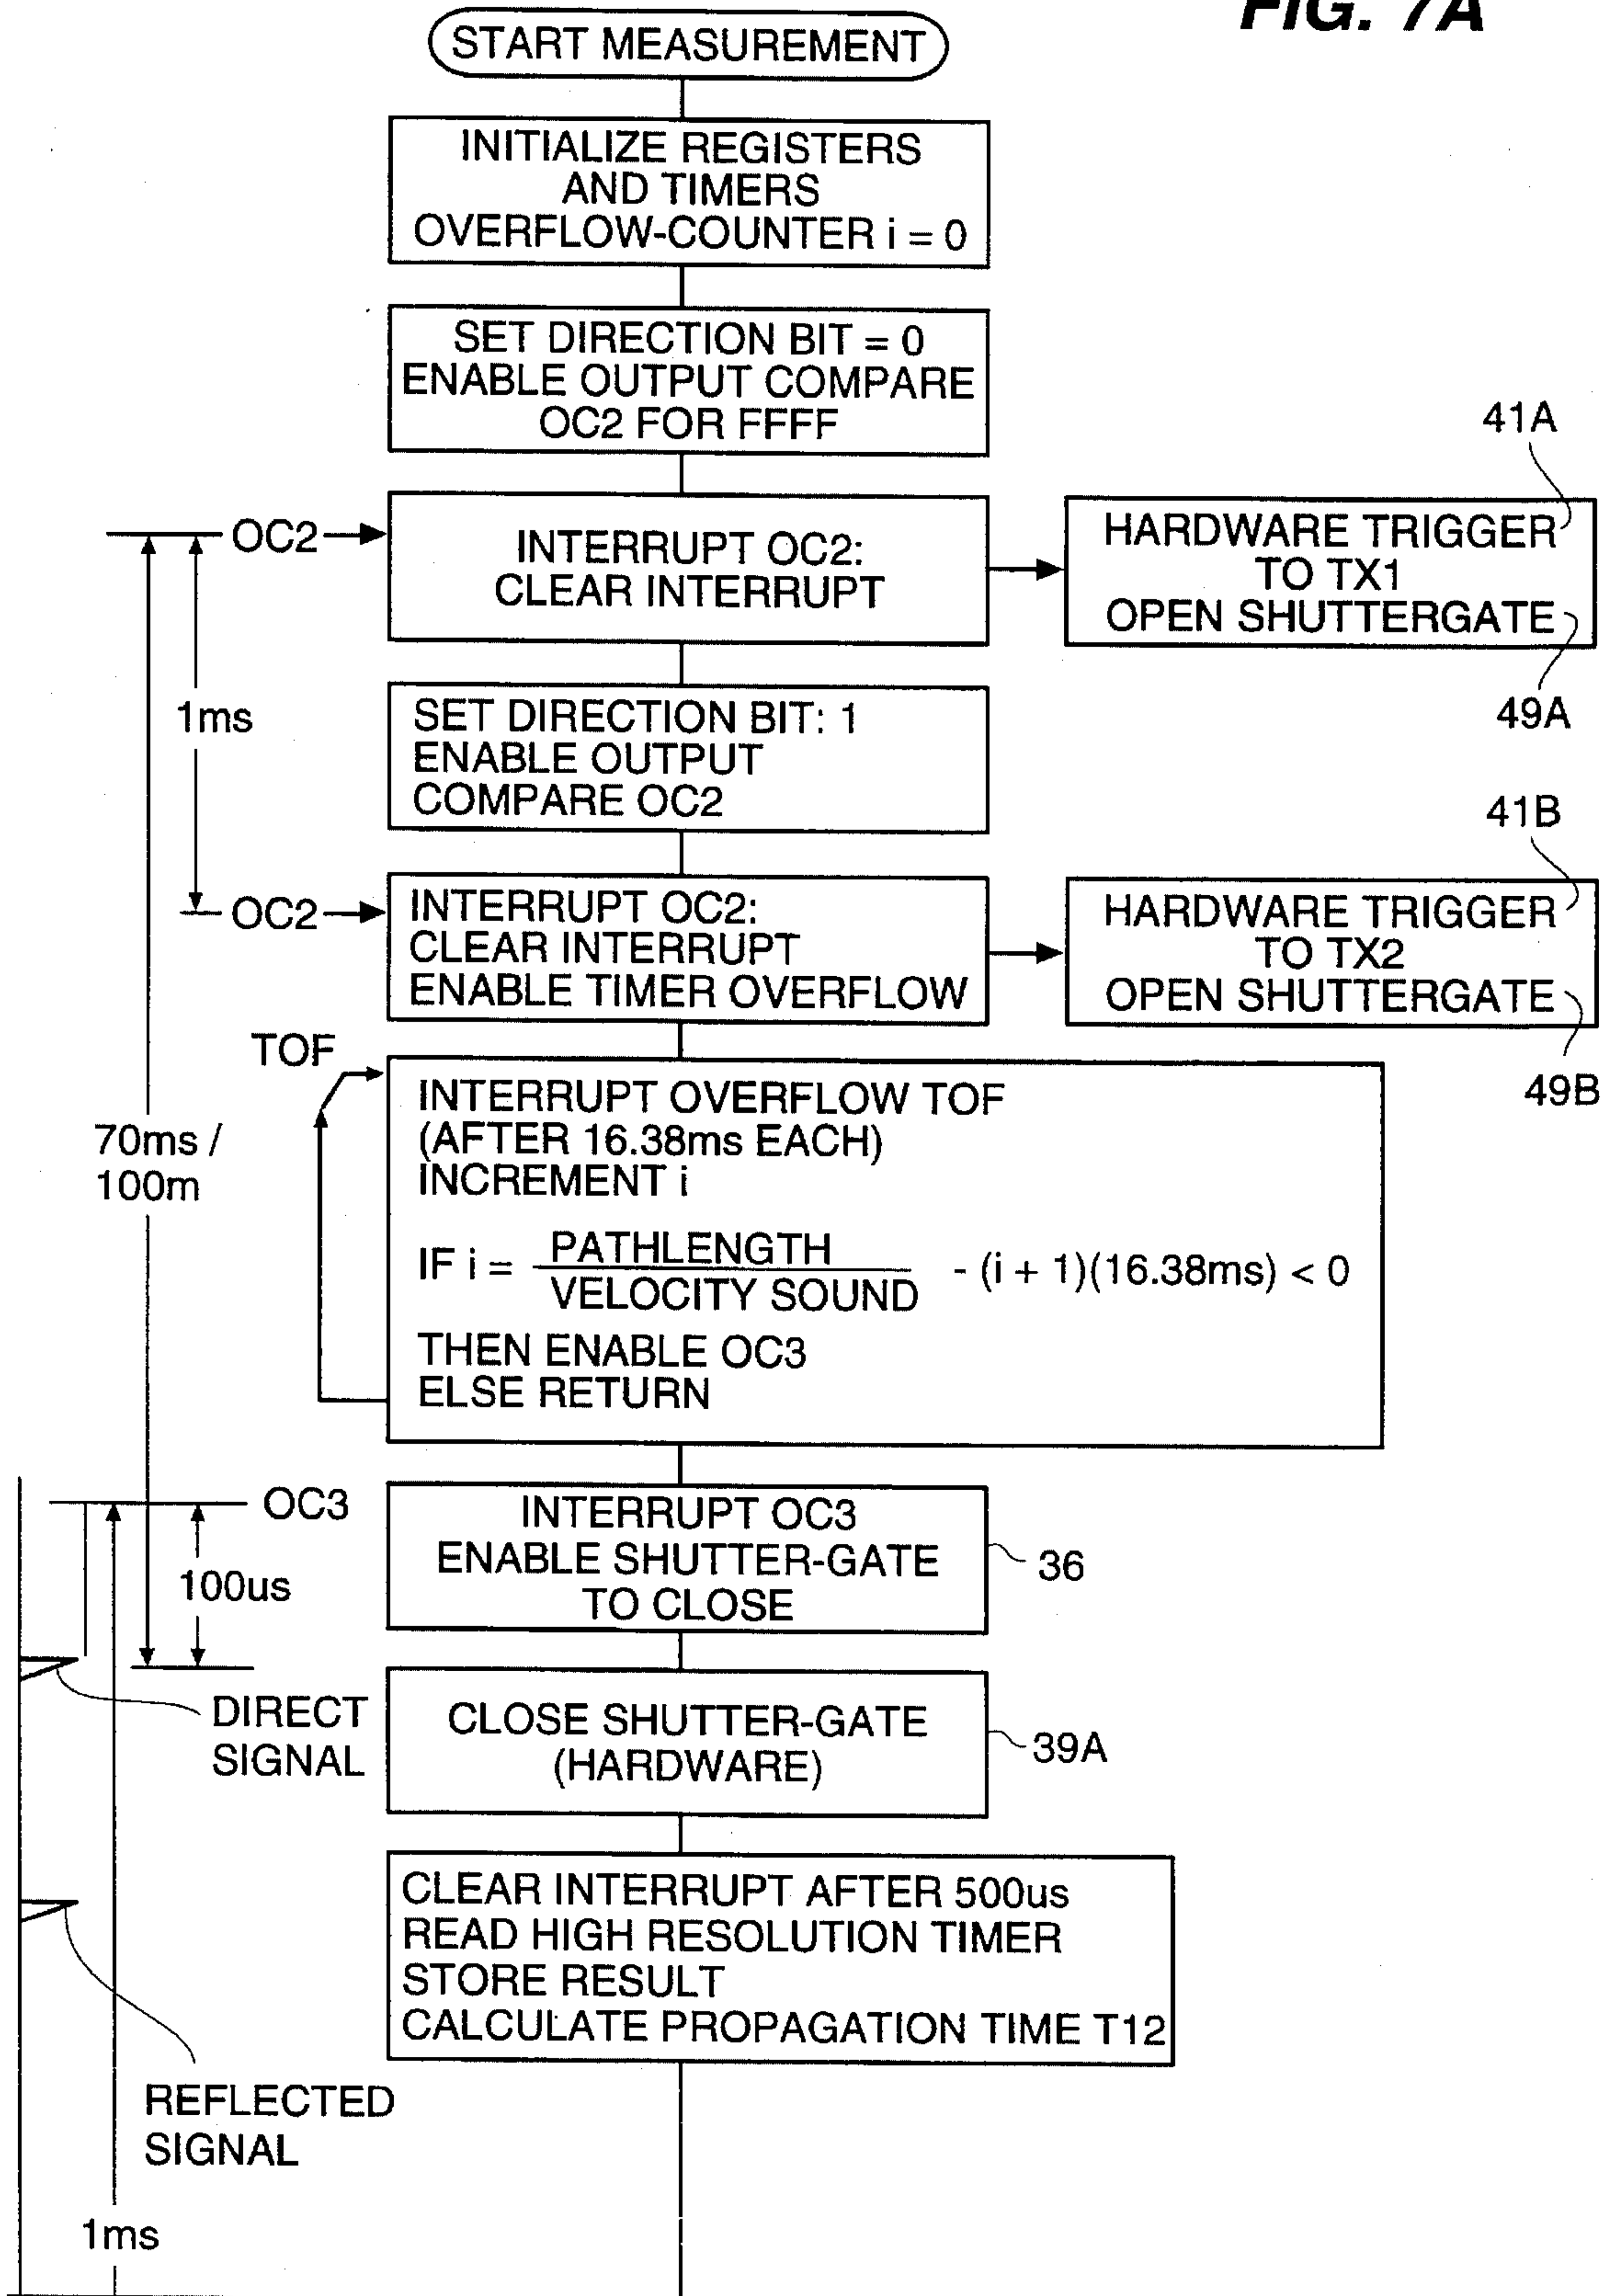 FIG. 7A
START MEASUREMENT
INITIALIZE REGISTERS
AND TIMERS
OVERFLOW-COUNTER i = 0
SET DIRECTION BIT = 0
ENABLE OUTPUT COMPARE
OC2 FOR FFFF
41A
OC2
INTERRUPT OC2:
CLEAR INTERRUPT
HARDWARE TRIGGER
TO TX1
OPEN SHUTTERGATE
49A
1ms
SET DIRECTION BIT: 1
ENABLE OUTPUT
COMPARE OC2
41B
OC2
INTERRUPT OC2:
CLEAR INTERRUPT
ENABLE TIMER OVERFLOW
HARDWARE TRIGGER
TO TX2
OPEN SHUTTERGATE
49B
TOF
70ms /
100m
INTERRUPT OVERFLOW TOF
(AFTER 16.38ms EACH)
INCREMENT i
IF i = PATHLENGTH / VELOCITY SOUND - (i + 1)(16.38ms) < 0
THEN ENABLE OC3
ELSE RETURN
OC3
100us
INTERRUPT OC3
ENABLE SHUTTER-GATE
TO CLOSE
36
DIRECT
SIGNAL
CLOSE SHUTTER-GATE
(HARDWARE)
39A
CLEAR INTERRUPT AFTER 500us
READ HIGH RESOLUTION TIMER
STORE RESULT
CALCULATE PROPAGATION TIME T12
REFLECTED
SIGNAL
1ms